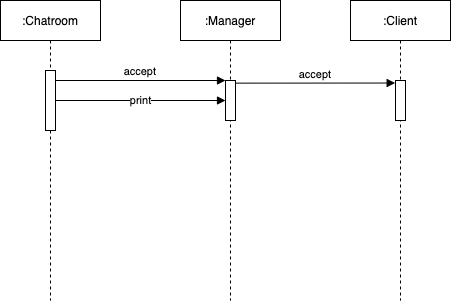 :Chatroom
:Manager
:Client
accept
accept
print